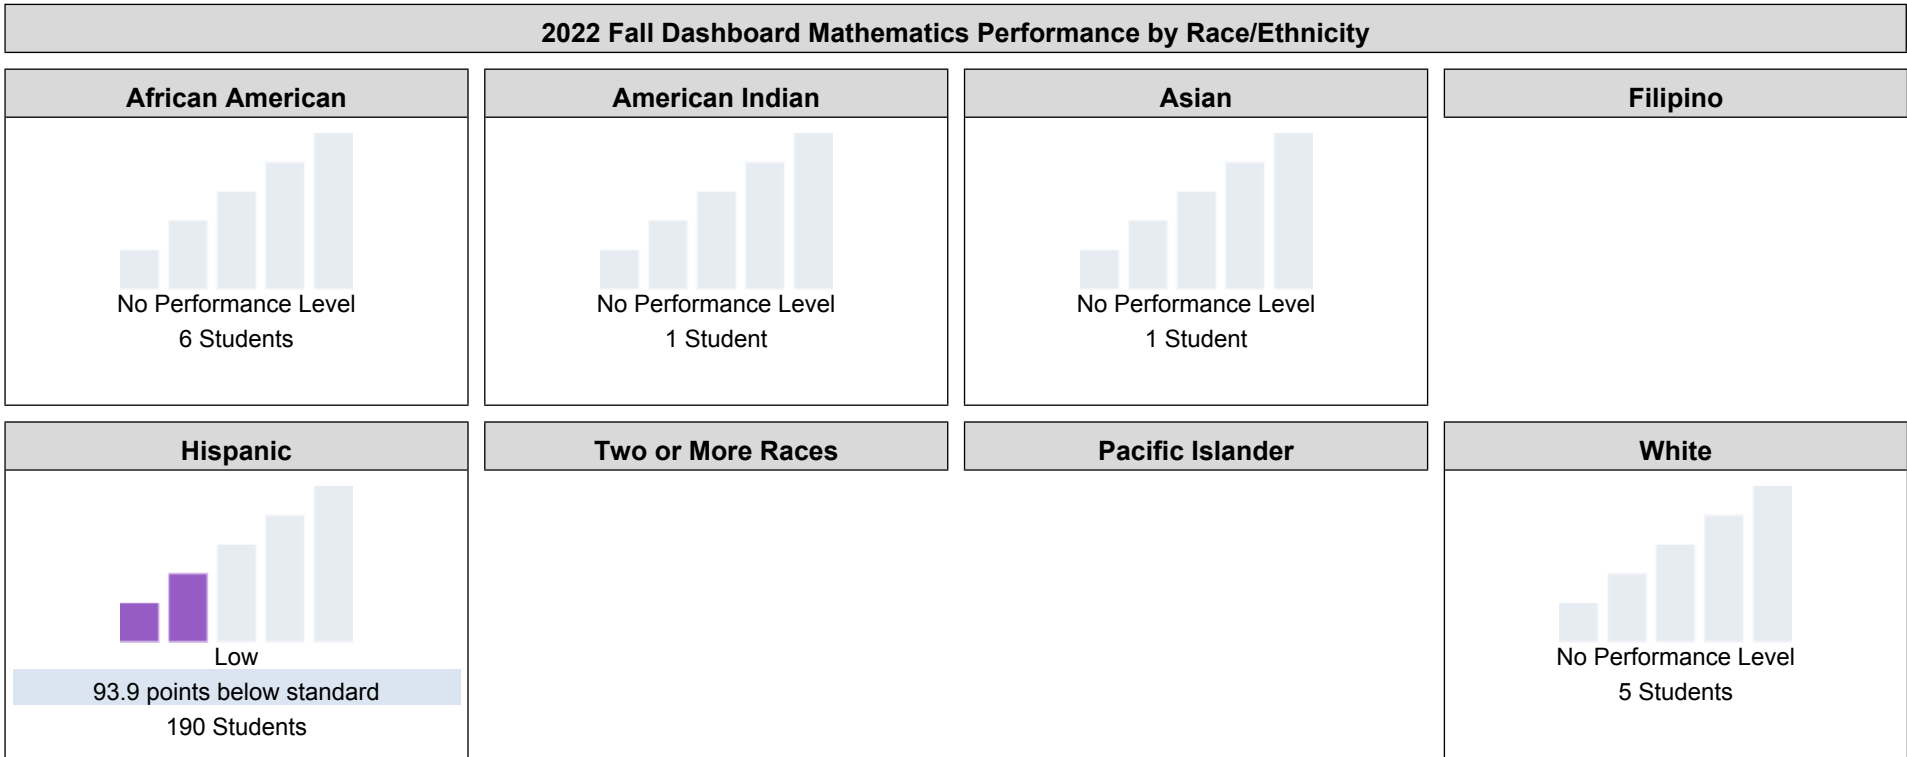 2022 Fall Dashboard Mathematics Performance by Race/Ethnicity
African American
No Performance Level
6 Students
American Indian
No Performance Level
1 Student
Asian
No Performance Level
1 Student
Filipino
Hispanic
Low
93.9 points below standard
190 Students
Two or More Races
Pacific Islander
White
No Performance Level
5 Students